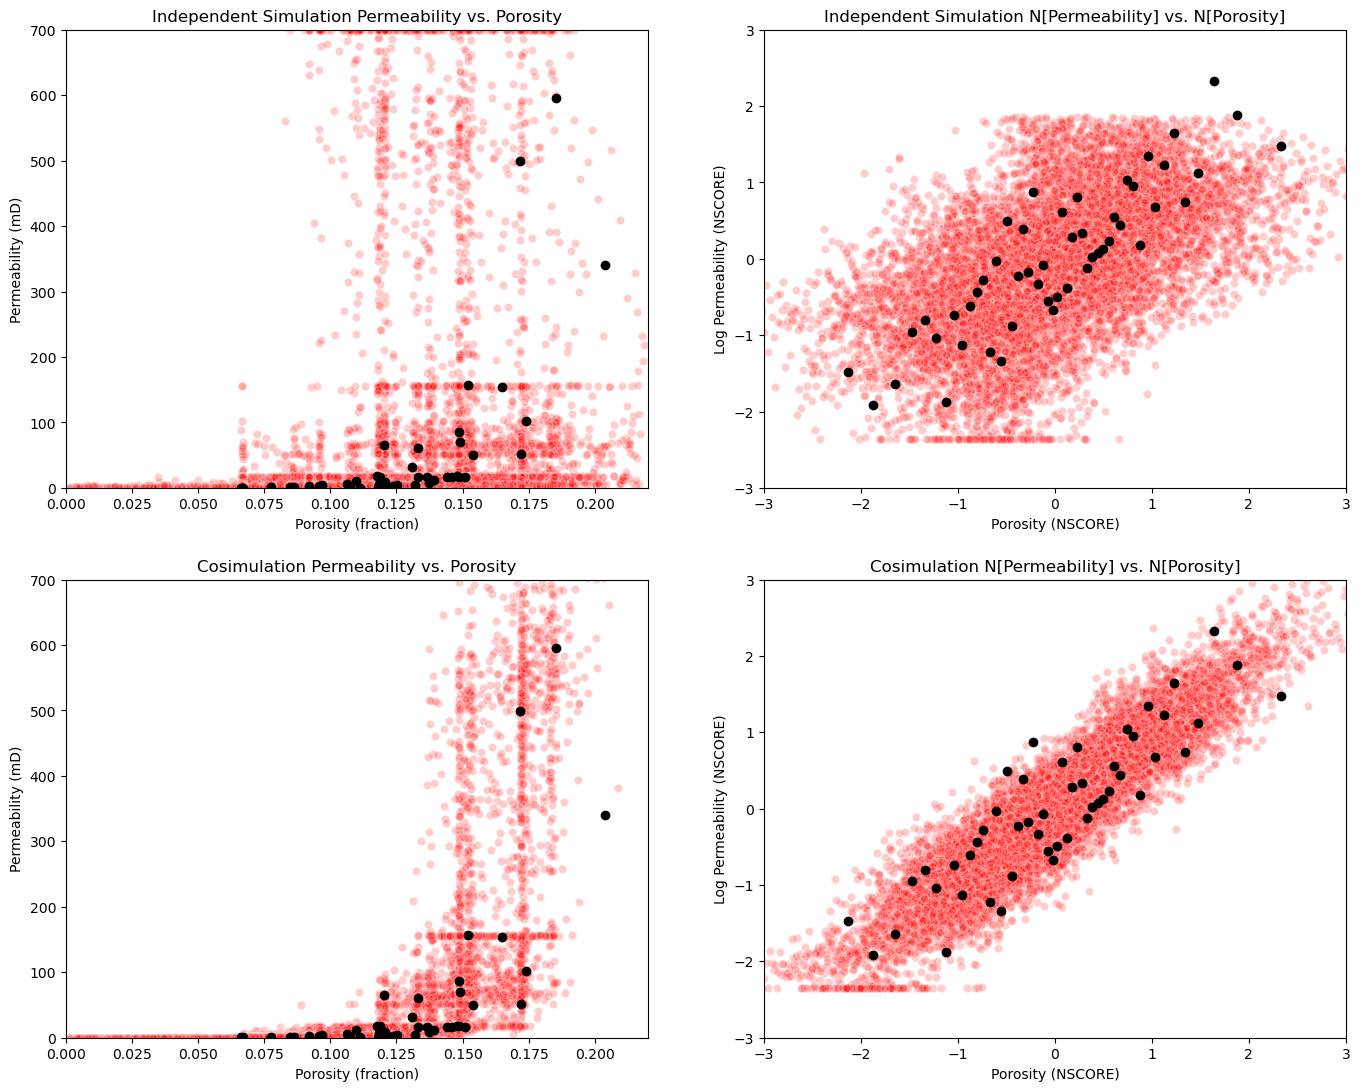 Independent Simulation Permeability vs. Porosity
700
600
500
400
300
200
100
0
Permeability (mD)
0.000 0.025 0.050 0.075 0.100 0.125 0.150 0.175 0.200
Porosity (fraction)
Independent Simulation N[Permeability] vs. N[Porosity]
3
2
1
0
−1
−2
−3
Log Permeability (NSCORE)
−3 −2 −1 0 1 2 3
Porosity (NSCORE)
Cosimulation Permeability vs. Porosity
700
600
500
400
300
200
100
0
Permeability (mD)
0.000 0.025 0.050 0.075 0.100 0.125 0.150 0.175 0.200
Porosity (fraction)
Cosimulation N[Permeability] vs. N[Porosity]
3
2
1
0
−1
−2
−3
Log Permeability (NSCORE)
−3 −2 −1 0 1 2 3
Porosity (NSCORE)